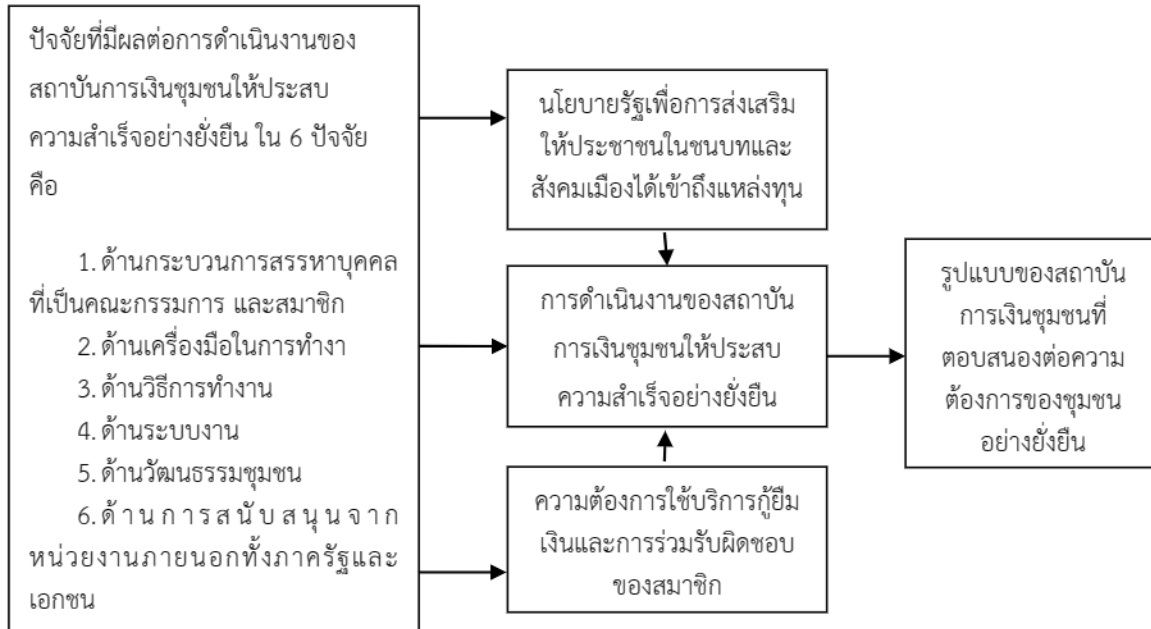 ปัจจัยที่มีผลต่อการดำเนินงานของ
สถาบันการเงินชุมชนให้ประสบ
ความสำเร็จอย่างยั่งยืน ใน 6 ปัจจัย
คือ
1. ด้านกระบวนการสรรหาบุคคล
ที่เป็นคณะกรรมการ และสมาชิก
2. ด้านเครื่องมือในการทำงา
3. ด้านวิธีการทำงาน
4. ด้านระบบงาน
5. ด้านวัฒนธรรมชุมชน
6. ด้านการสนับสนุนจาก
หน่วยงานภายนอกทั้งภาครัฐและ
เอกชน
นโยบายรัฐเพื่อการส่งเสริม
ให้ประชาชนในชนบทและ
สังคมเมืองได้เข้าถึงแหล่งทุน
การดำเนินงานของสถาบัน
การเงินชุมชนให้ประสบ
ความสำเร็จอย่างยั่งยืน
ความต้องการใช้บริการกู้ยืม
เงินและการร่วมรับผิดชอบ
ของสมาชิก
รูปแบบของสถาบัน
การเงินชุมชนที่
ตอบสนองต่อความ
ต้องการของชุมชน
อย่างยั่งยืน